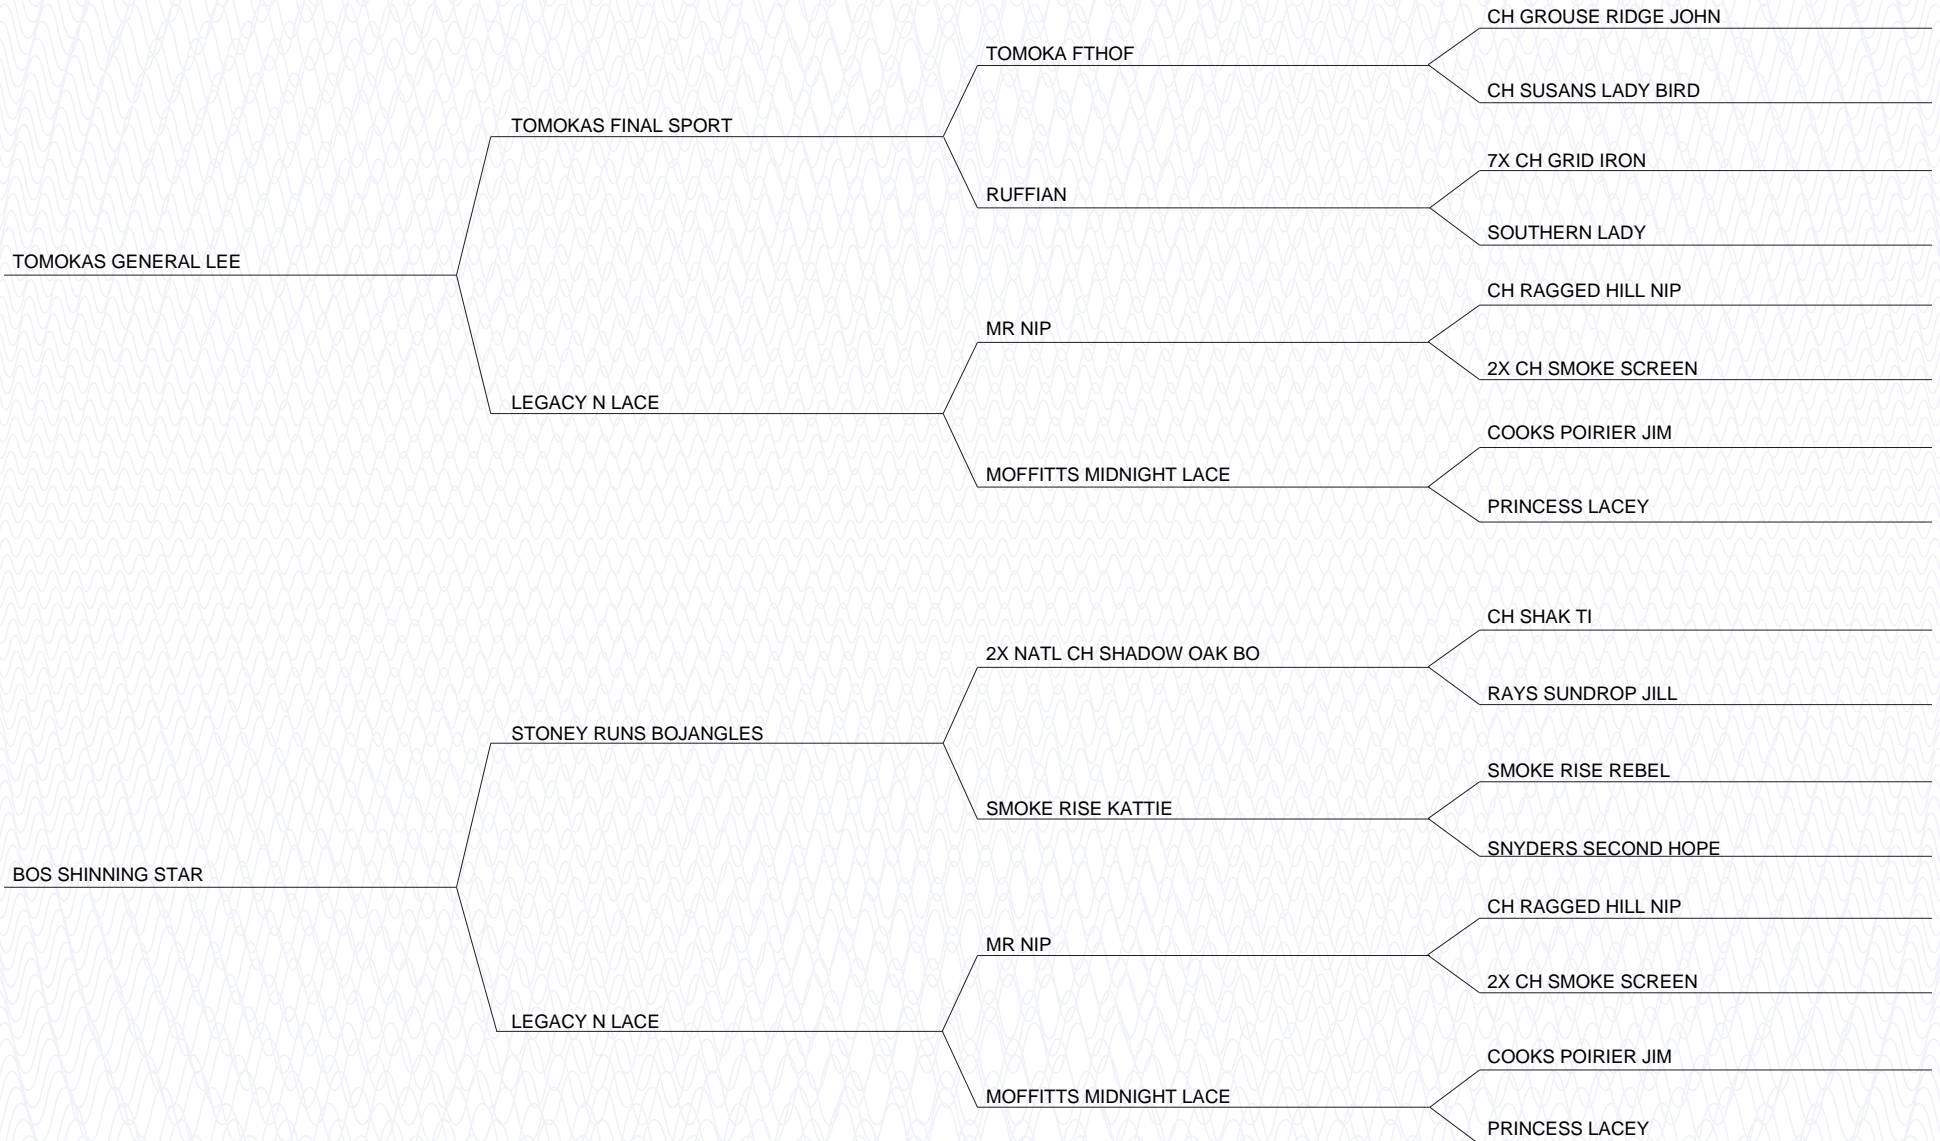 CH GROUSE RIDGE JOHN
TOMOKA FTHOF
CH SUSANS LADY BIRD
TOMOKAS FINAL SPORT
7X CH GRID IRON
RUFFIAN
SOUTHERN LADY
TOMOKAS GENERAL LEE
CH RAGGED HILL NIP
MR NIP
2X CH SMOKE SCREEN
LEGACY N LACE
COOKS POIRIER JIM
MOFFITTS MIDNIGHT LACE
PRINCESS LACEY
CH SHAK TI
2X NATL CH SHADOW OAK BO
RAYS SUNDROP JILL
STONEY RUNS BOJANGLES
SMOKE RISE REBEL
SMOKE RISE KATTIE
SNYDERS SECOND HOPE
BOS SHINNING STAR
CH RAGGED HILL NIP
MR NIP
2X CH SMOKE SCREEN
LEGACY N LACE
COOKS POIRIER JIM
MOFFITTS MIDNIGHT LACE
PRINCESS LACEY